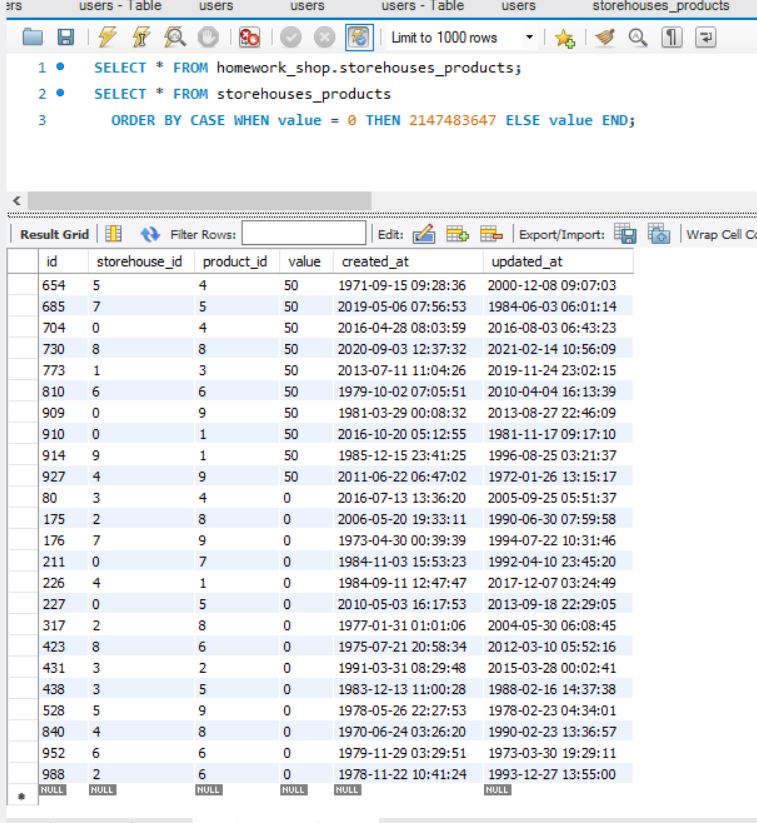 ers users - Table users users users - Table users storehouses_products
Limit to 1000 rows
1 SELECT * FROM homework_shop.storehouses_products;
2 SELECT * FROM storehouses_products
3 ORDER BY CASE WHEN value = 0 THEN 2147483647 ELSE value END;
Result Grid Filter Rows: Edit: Export/Import: Wrap Cell Co
id storehouse_id product_id value created_at updated_at
654 5 4 50 1971-09-15 09:28:36 2000-12-08 09:07:03
685 7 5 50 2019-05-06 07:56:53 1984-06-03 06:01:14
704 0 4 50 2016-04-28 08:03:59 2016-08-03 06:43:23
730 8 8 50 2020-09-03 12:37:32 2021-02-14 10:56:09
773 1 3 50 2013-07-11 11:04:26 2019-11-24 23:02:15
810 6 6 50 1979-10-02 07:05:51 2010-04-04 16:13:39
909 0 9 50 1981-03-29 00:08:32 2013-08-27 22:46:09
910 0 1 50 2016-10-20 05:12:55 1981-11-17 09:17:10
914 9 1 50 1985-12-15 23:41:25 1996-08-25 03:21:37
927 4 9 50 2011-06-22 06:47:02 1972-01-26 13:15:17
80 3 4 0 2016-07-13 13:36:20 2005-09-25 05:51:37
175 2 8 0 2006-05-20 19:33:11 1990-06-30 07:59:58
176 7 9 0 1973-04-30 00:39:39 1994-07-22 10:31:46
211 0 7 0 1984-11-03 15:53:23 1992-04-10 23:45:20
226 4 1 0 1984-09-11 12:47:47 2017-12-07 03:24:49
227 0 5 0 2010-05-03 16:17:53 2013-09-18 22:29:05
317 2 8 0 1977-01-31 01:01:06 2004-05-30 06:08:45
423 8 6 0 1975-07-21 20:58:34 2012-03-10 05:52:16
431 3 2 0 1991-03-31 08:29:48 2015-03-28 00:02:41
438 3 5 0 1983-12-13 11:00:28 1988-02-16 14:37:38
528 5 9 0 1978-05-26 22:27:53 1978-02-23 04:34:01
840 4 8 0 1970-06-24 03:26:20 1990-02-23 13:36:57
952 6 6 0 1979-11-29 03:29:51 1973-03-30 19:29:11
988 2 6 0 1978-11-22 10:41:24 1993-12-27 13:55:00
NULL NULL NULL NULL NULL NULL